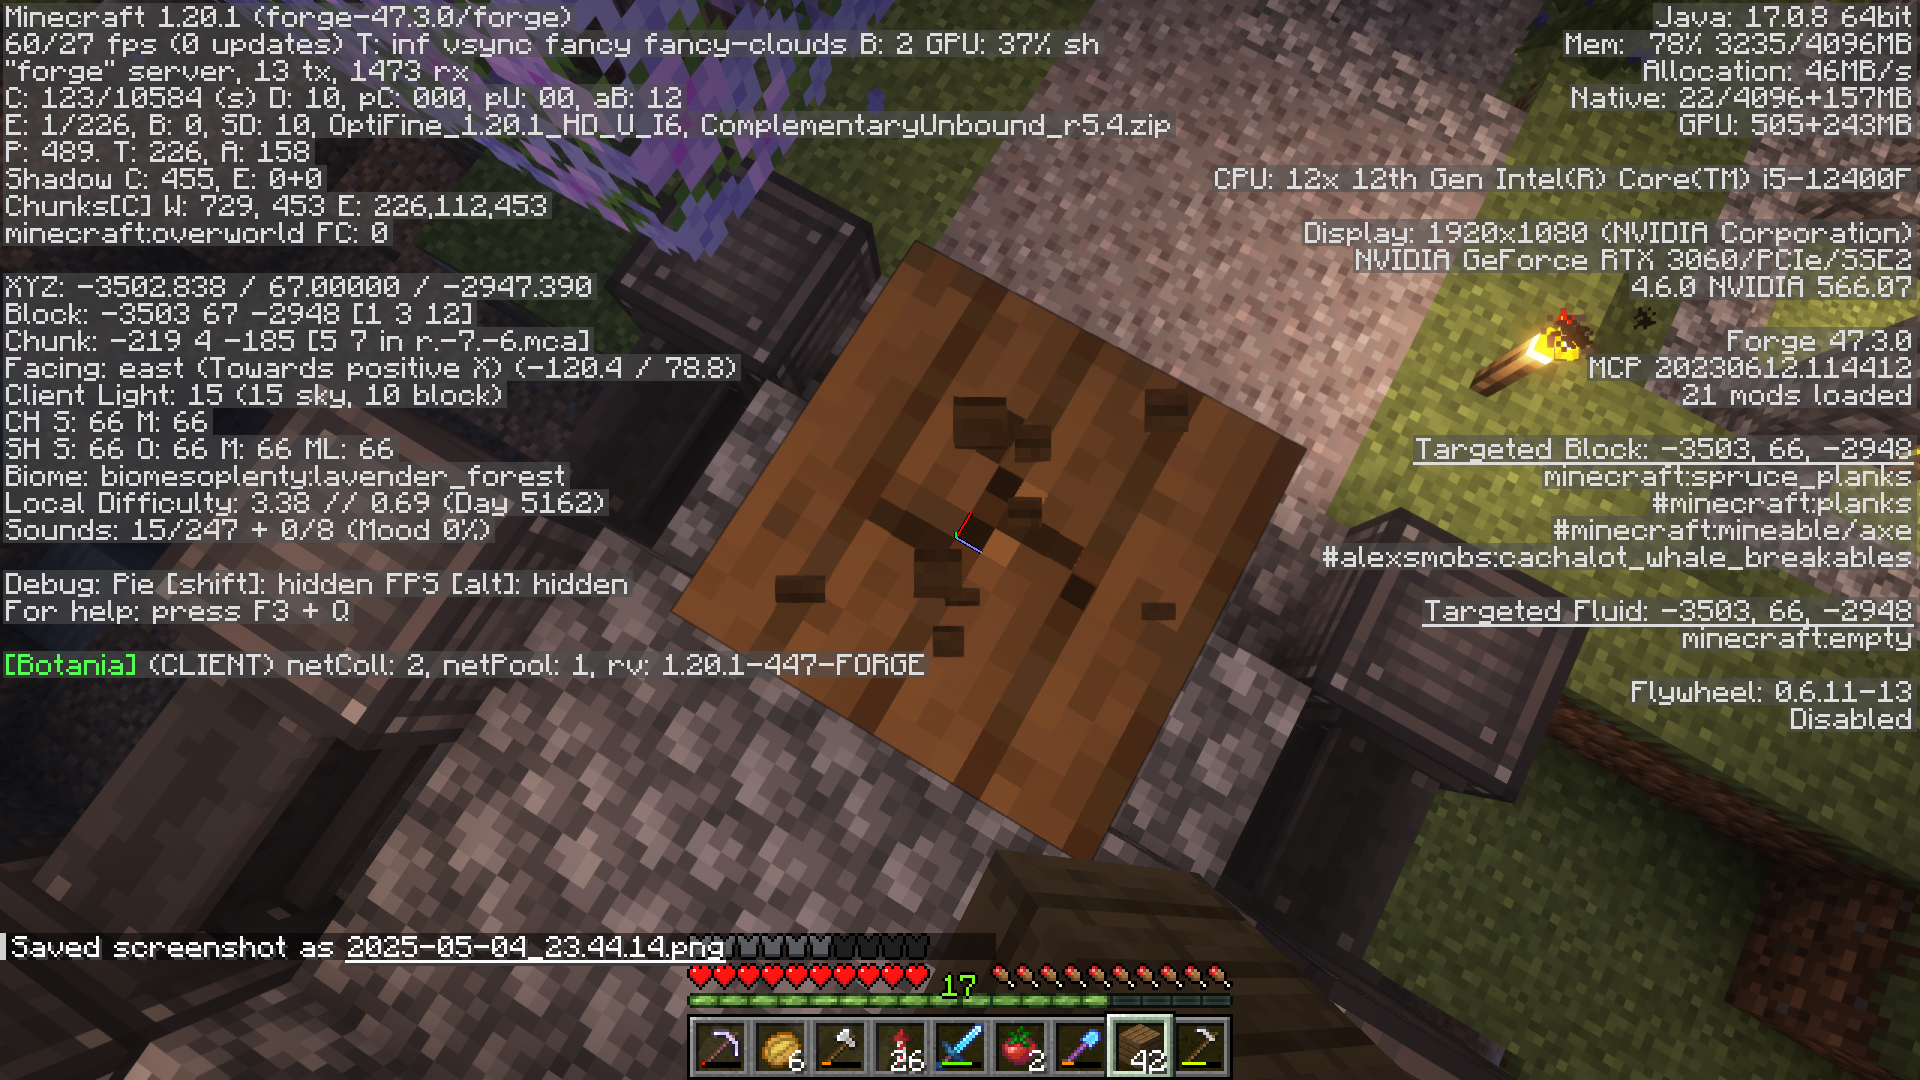 Minecraft 1.20.1 (forge-47.3.0/forge)
60/27 fps (0 updates) T: inf vsync fancy fancy-clouds B: 2 GPU: 37% sh
"forge" server, 13 tx, 1473 rx
C: 123/10584 (s) D: 10, pC: 000, pU: 00, aB: 12
E: 1/226, B: 0, SD: 10, OptiFine_1.20.1_HD_U_I6, ComplementaryUnbound_r5.4.zip
P: 489. T: 226, A: 158
Shadow C: 455, E: 0+0
Chunks[C] W: 729, 453 E: 226,112,453
minecraft:overworld FC: 0
XYZ: -3502.838 / 67.00000 / -2947.390
Block: -3503 67 -2948 [1 3 12]
Chunk: -219 4 -185 [5 7 in r.-7.-6.mca]
Facing: east (Towards positive X) (-120.4 / 78.8)
Client Light: 15 (15 sky, 10 block)
CH S: 66 M: 66
SH S: 66 O: 66 M: 66 ML: 66
Biome: biomesoplenty:lavender_forest
Local Difficulty: 3.38 // 0.69 (Day 5162)
Sounds: 15/247 + 0/8 (Mood 0%)
Debug: Pie [shift]: hidden FPS [alt]: hidden
For help: press F3 + Q
[Botania] (CLIENT) netColl: 2, netPool: 1, rv: 1.20.1-447-FORGE
Java: 17.0.8 64bit
Mem: 78% 3235/4096MB
Allocation: 46MB/s
Native: 22/4096+157MB
GPU: 505+243MB
CPU: 12x 12th Gen Intel(R) Core(TM) i5-12400F
Display: 1920x1080 (NVIDIA Corporation)
NVIDIA GeForce RTX 3060/PCIe/SSE2
4.6.0 NVIDIA 566.07
Forge 47.3.0
MCP 20230612.114412
21 mods loaded
Targeted Block: -3503, 66, -2948
minecraft:spruce_planks
#minecraft:planks
#minecraft:mineable/axe
#alexsmobs:cachalot_whale_breakables
Targeted Fluid: -3503, 66, -2948
minecraft:empty
Flywheel: 0.6.11-13
Disabled
Saved screenshot as 2025-05-04_23.44.14.png
17
6
26
2
42